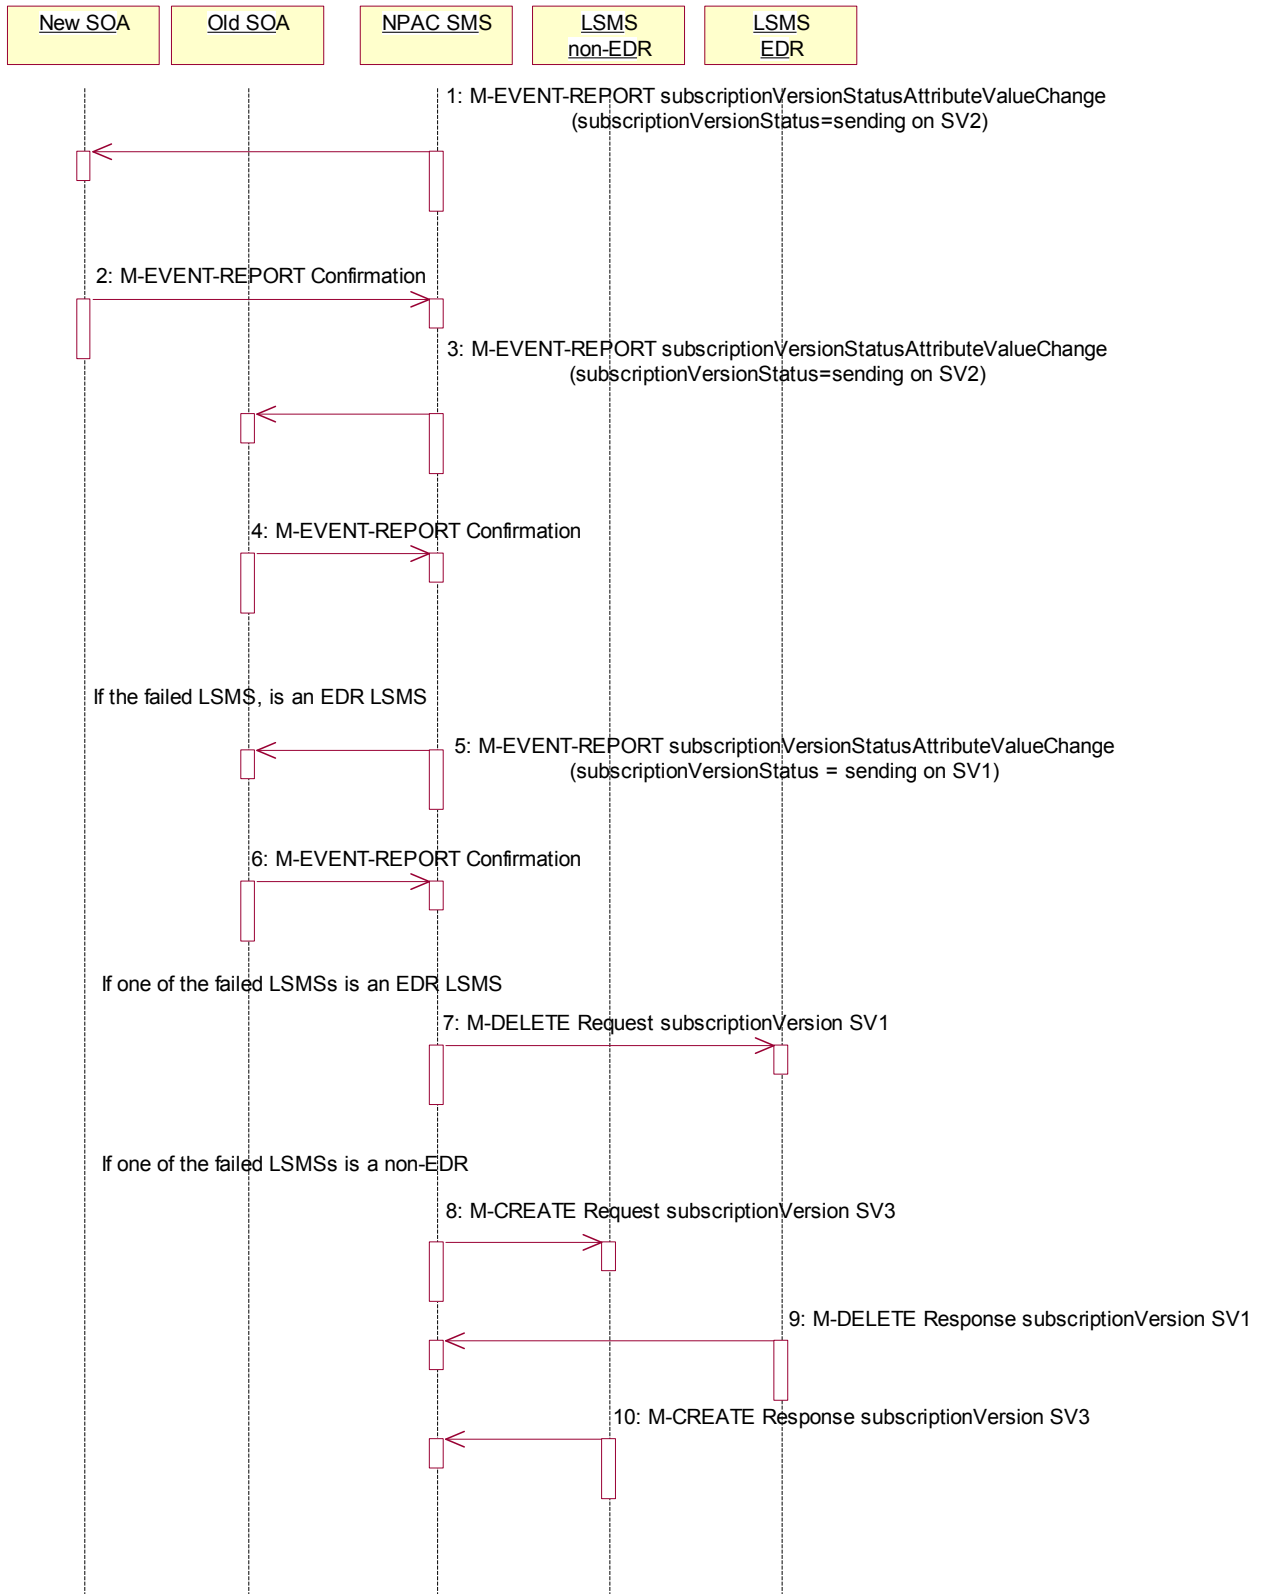 New SOA
Old SOA
NPAC SMS
LSMS
non-EDR
LSMS
EDR
1: M-EVENT-REPORT subscriptionVersionStatusAttributeValueChange
(subscriptionVersionStatus=sending on SV2)
2: M-EVENT-REPORT Confirmation
3: M-EVENT-REPORT subscriptionVersionStatusAttributeValueChange
(subscriptionVersionStatus=sending on SV2)
4: M-EVENT-REPORT Confirmation
If the failed LSMS, is an EDR LSMS
5: M-EVENT-REPORT subscriptionVersionStatusAttributeValueChange
(subscriptionVersionStatus = sending on SV1)
6: M-EVENT-REPORT Confirmation
If one of the failed LSMSs is an EDR LSMS
7: M-DELETE Request subscriptionVersion SV1
If one of the failed LSMSs is a non-EDR
8: M-CREATE Request subscriptionVersion SV3
9: M-DELETE Response subscriptionVersion SV1
10: M-CREATE Response subscriptionVersion SV3